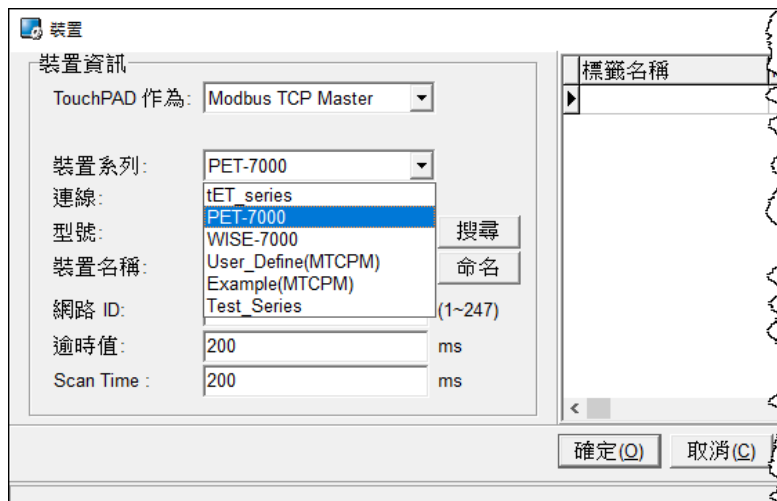 裝置
裝置資訊
TouchPAD 作為: Modbus TCP Master
裝置系列: PET-7000
連線:
tET_series
PET-7000
型號:
WISE-7000
搜尋
裝置名稱:
User_Define(MTCPM)
命名
Example(MTCPM)
網路 ID:
Test_Series
(1~247)
逾時值: 200 ms
Scan Time : 200 ms
標籤名稱
確定(O) 取消(C)